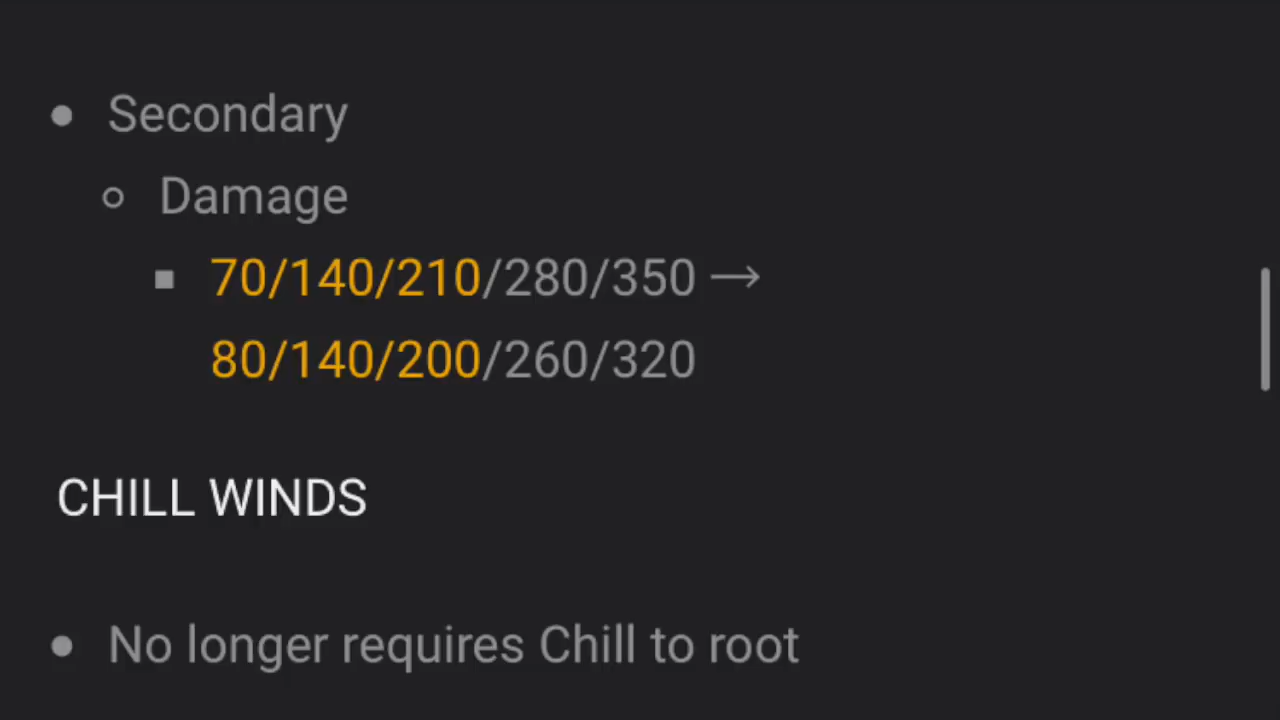 Secondary
Damage
70/140/210/280/350 →
80/140/200/260/320
CHILL WINDS
No longer requires Chill to root